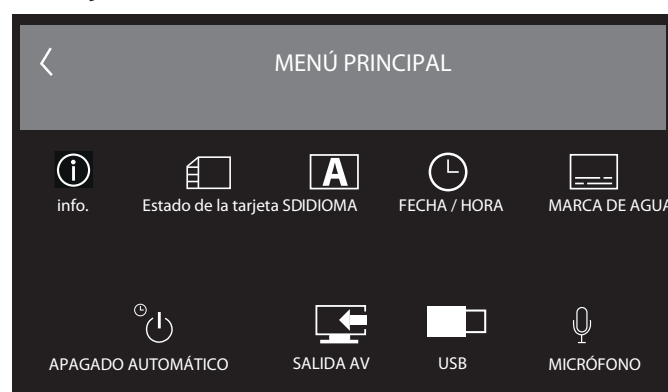 MENÚ PRINCIPAL
info. Estado de la tarjeta SDIDIOMA FECHA / HORA MARCA DE AGUA
APAGADO AUTOMÁTICO SALIDA AV USB MICRÓFONO